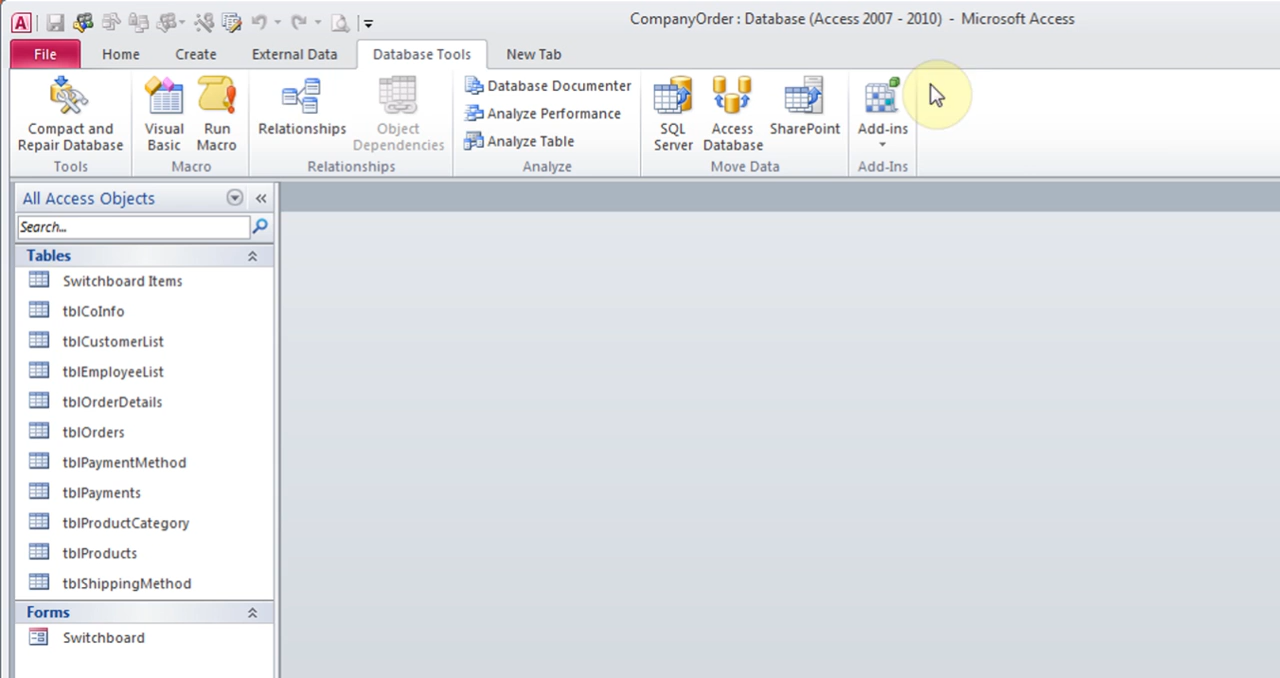 CompanyOrder : Database (Access 2007 - 2010) - Microsoft Access
File Home Create External Data Database Tools New Tab
Compact and
Repair Database
Tools
Visual
Basic
Run
Macro
Macro
Relationships
Object
Dependencies
Relationships
Database Documenter
Analyze Performance
Analyze Table
Analyze
SQL
Server
Access
Database
SharePoint
Move Data
Add-ins
Add-Ins
All Access Objects
Search...
Tables
Switchboard Items
tblCoInfo
tblCustomerList
tblEmployeeList
tblOrderDetails
tblOrders
tblPaymentMethod
tblPayments
tblProductCategory
tblProducts
tblShippingMethod
Forms
Switchboard